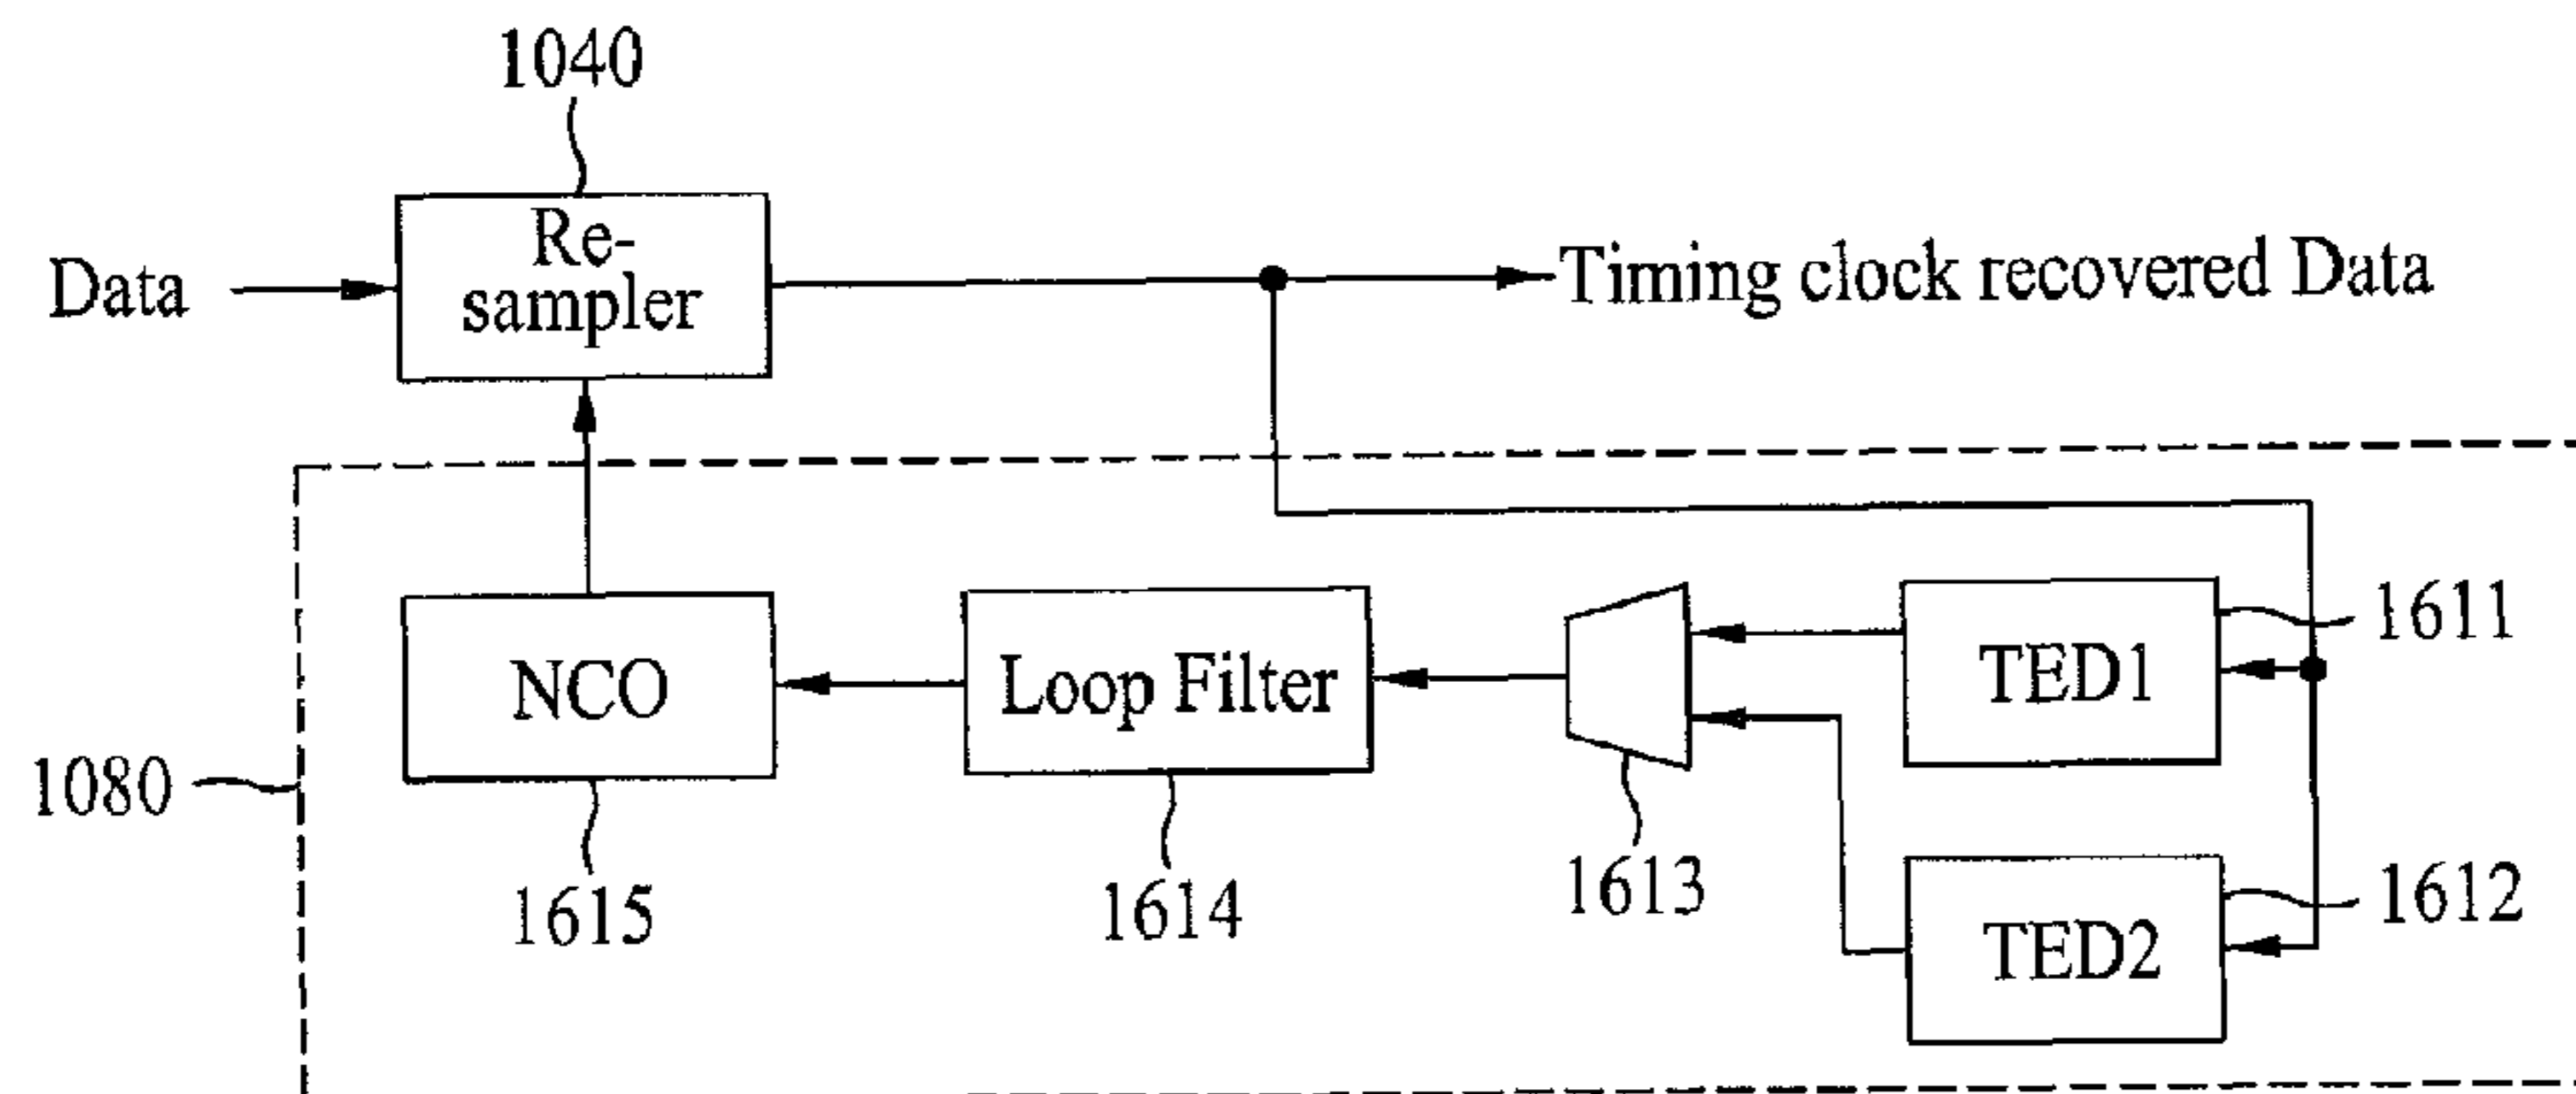 1040
Re-
sampler
Data
Timing clock recovered Data
1611
TED1
NCO
Loop Filter
1080
1615
1614
1613
1612
TED2